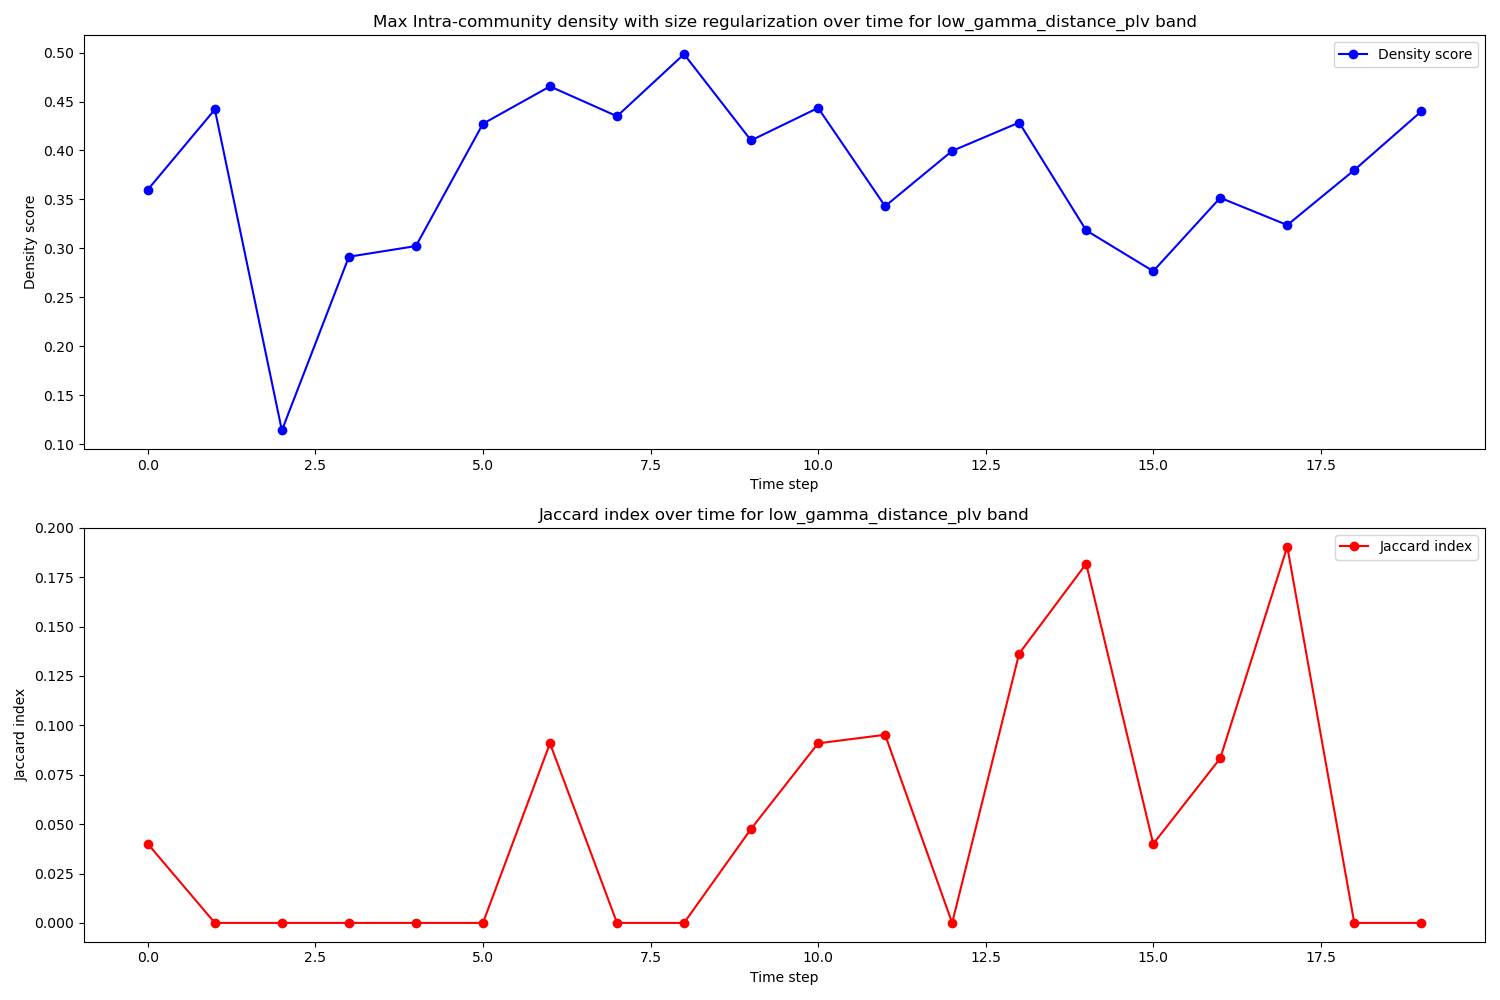 Max Intra-community density with size regularization over time for low_gamma_distance_plv band
Density score
0.50
0.45
0.40
0.35
0.30
0.25
0.20
0.15
0.10
Density score
0.0 2.5 5.0 7.5 10.0 12.5 15.0 17.5
Time step
Jaccard index over time for low_gamma_distance_plv band
Jaccard index
0.200
0.175
0.150
0.125
0.100
0.075
0.050
0.025
0.000
Jaccard index
0.0 2.5 5.0 7.5 10.0 12.5 15.0 17.5
Time step